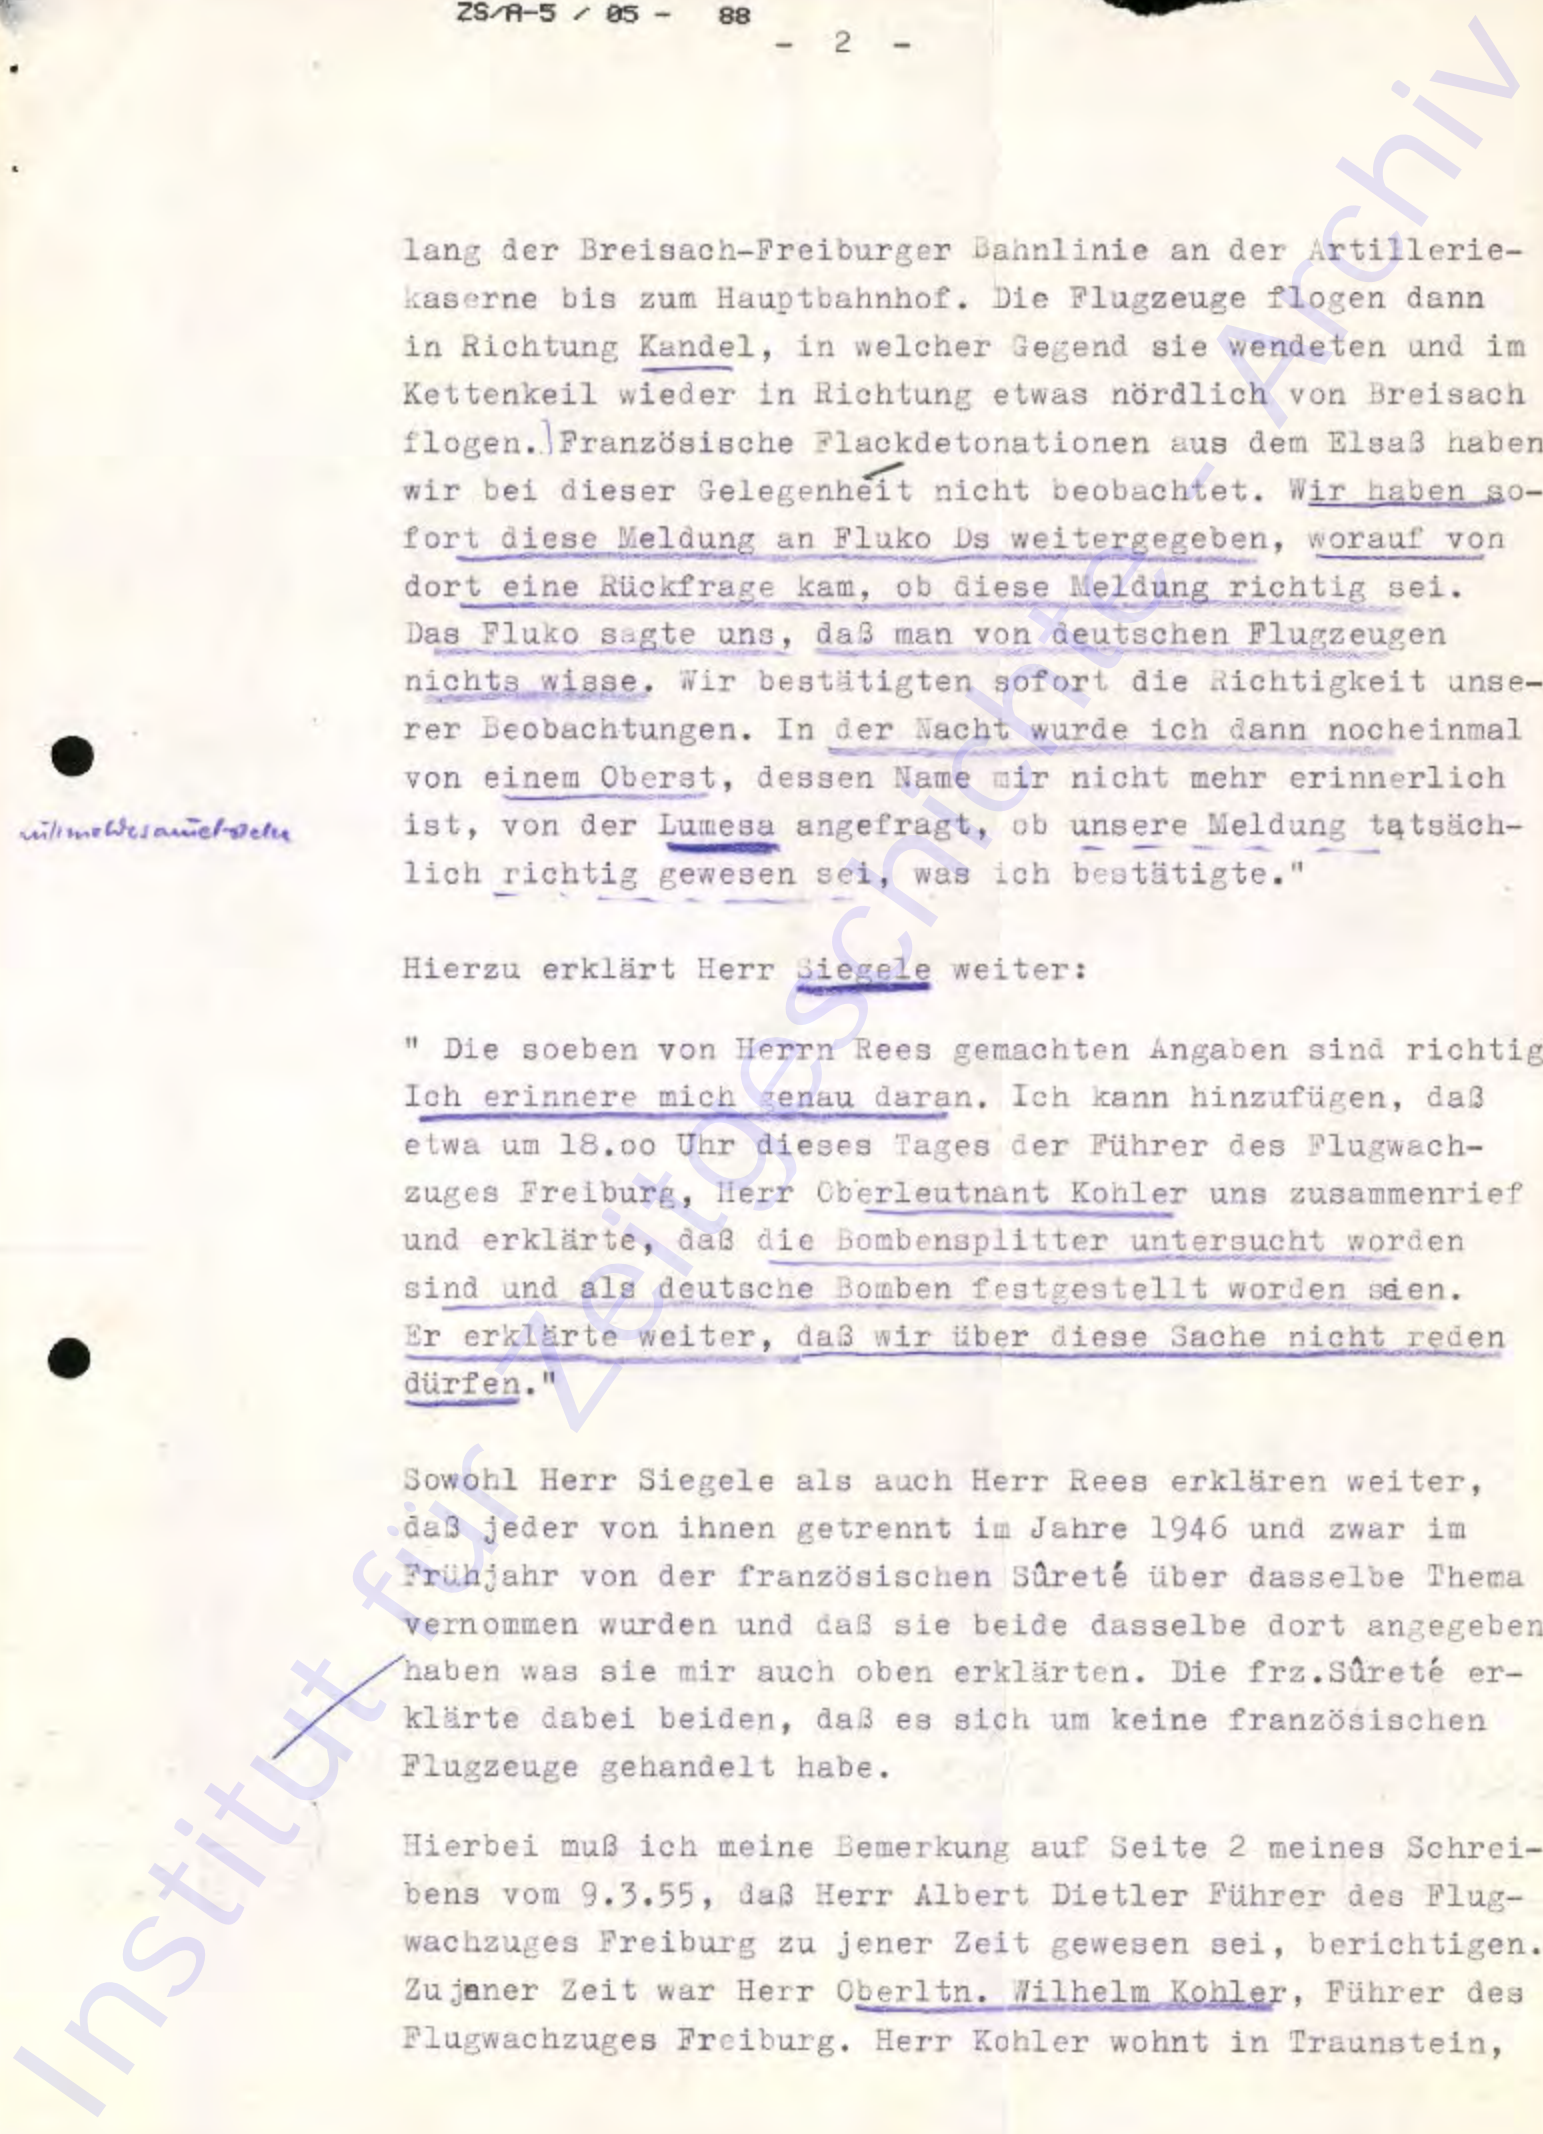 ZS/A-5 / 05 - 88
- 2 -
lang der Breisach-Freiburger Bahnlinie an der Artillerie-
kaserne bis zum Hauptbahnhof. Die Flugzeuge flogen dann
in Richtung Kandel, in welcher Gegend sie wendeten und im
Kettenkeil wieder in Richtung etwas nördlich von Breisach
flogen. Französische Flackdetonationen aus dem Elsaß haben
wir bei dieser Gelegenheit nicht beobachtet. Wir haben so-
fort diese Meldung an Fluko Ds weitergegeben, worauf von
dort eine Rückfrage kam, ob diese Meldung richtig sei.
Das Fluko sagte uns, daß man von deutschen Flugzeugen
nichts wisse. Wir bestätigten sofort die Richtigkeit unse-
rer Beobachtungen. In der Nacht wurde ich dann nocheinmal
von einem Oberst, dessen Name mir nicht mehr erinnerlich
ist, von der Lumesa angefragt, ob unsere Meldung tatsäch-
lich richtig gewesen sei, was ich bestätigte."
Hierzu erklärt Herr Siegele weiter:
" Die soeben von Herrn Rees gemachten Angaben sind richtig
Ich erinnere mich genau daran. Ich kann hinzufügen, daß
etwa um 18.oo Uhr dieses Tages der Führer des Flugwach-
zuges Freiburg, Herr Oberleutnant Kohler uns zusammenrief
und erklärte, daß die Bombensplitter untersucht worden
sind und als deutsche Bomben festgestellt worden seien.
Er erklärte weiter, daß wir über diese Sache nicht reden
dürfen."
Sowohl Herr Siegele als auch Herr Rees erklären weiter,
daß jeder von ihnen getrennt im Jahre 1946 und zwar im
Frühjahr von der französischen Sûreté über dasselbe Thema
vernommen wurden und daß sie beide dasselbe dort angegeben
haben was sie mir auch oben erklärten. Die frz.Sûreté er-
klärte dabei beiden, daß es sich um keine französischen
Flugzeuge gehandelt habe.
Hierbei muß ich meine Bemerkung auf Seite 2 meines Schrei-
bens vom 9.3.55, daß Herr Albert Dietler Führer des Flug-
wachzuges Freiburg zu jener Zeit gewesen sei, berichtigen.
Zu jener Zeit war Herr Oberltn. Wilhelm Kohler, Führer des
Flugwachzuges Freiburg. Herr Kohler wohnt in Traunstein,
Institut für Zeitgeschichte - Archiv